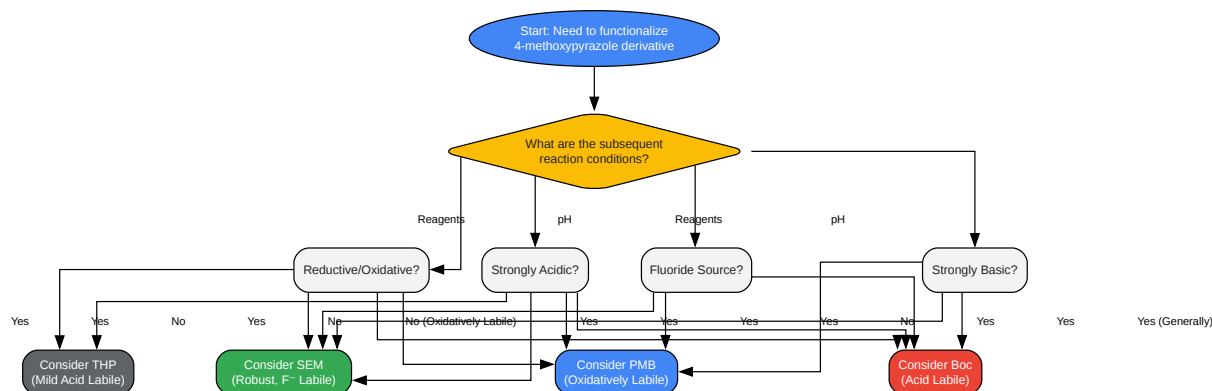 Start: Need to functionalize
4-methoxypyrazole derivative
What are the subsequent
reaction conditions?
Reagents
pH
Reagents
pH
Reductive/Oxidative?
Strongly Acidic?
Fluoride Source?
Strongly Basic?
Yes
Yes
No
Yes
No
No (Oxidatively Labile)
Yes
Yes
Yes
Yes
No
Yes
Yes
Yes (Generally)
Consider THP
(Mild Acid Labile)
Consider SEM
(Robust, F⁻ Labile)
Consider PMB
(Oxidatively Labile)
Consider Boc
(Acid Labile)